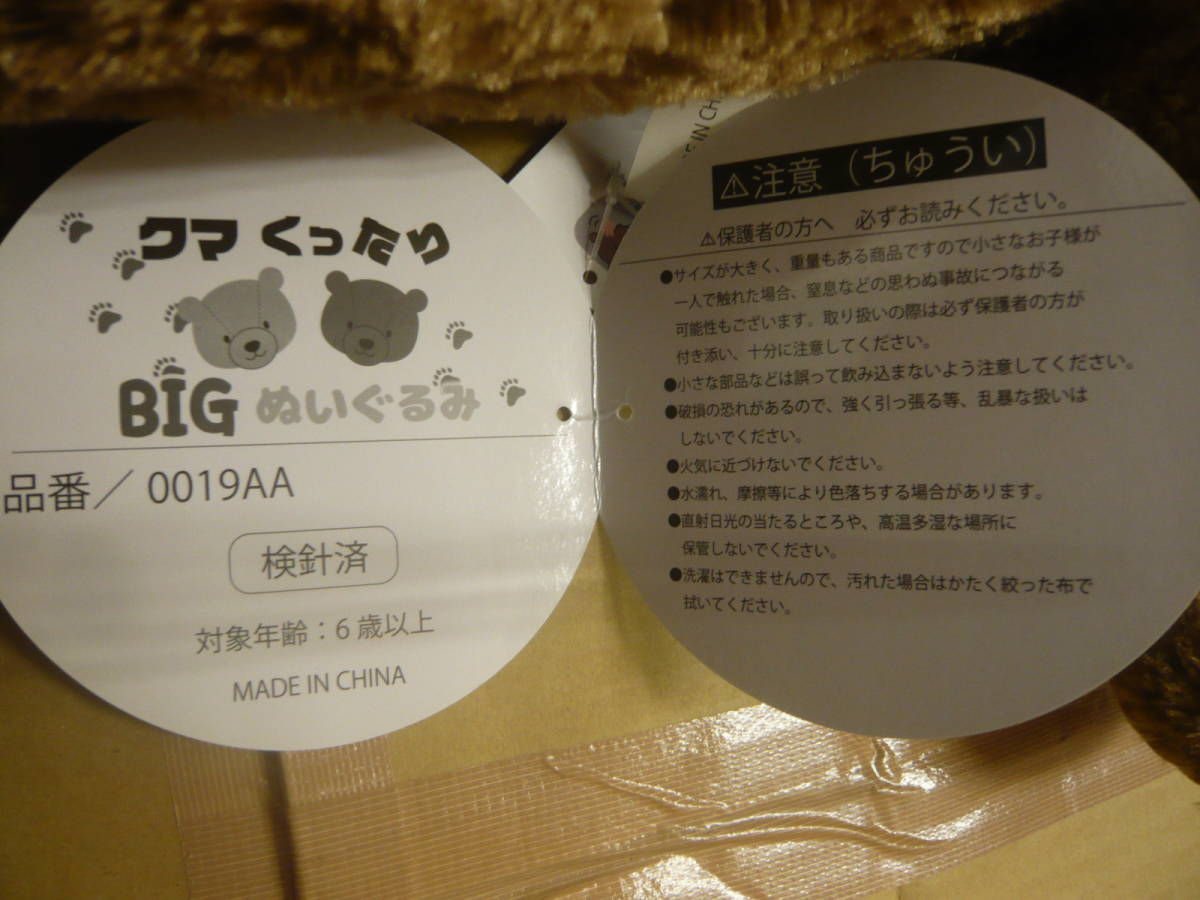 クマ くったり
BIG ぬいぐるみ
品番／ 0019AA
検針済
対象年齢：6歳以上
MADE IN CHINA
⚠注意（ちゅうい）
⚠保護者の方へ 必ずお読みください。
●サイズが大きく、重量もある商品ですので小さなお子様が
一人で触れた場合、窒息などの思わぬ事故につながる
可能性もございます。取り扱いの際は必ず保護者の方が
付き添い、十分に注意してください。
●小さな部品などは誤って飲み込まないよう注意してください。
●破損の恐れがあるので、強く引っ張る等、乱暴な扱いは
しないでください。
●火気に近づけないでください。
●水濡れ、摩擦等により色落ちする場合があります。
●直射日光の当たるところや、高温多湿な場所に
保管しないでください。
●洗濯はできませんので、汚れた場合はかたく絞った布で
拭いてください。